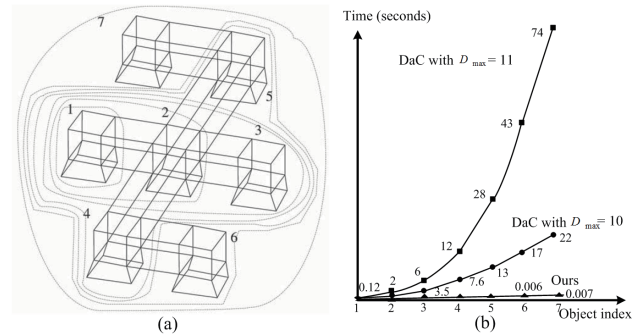 7
5
1
2
3
4
6
(a)
Time (seconds)
74
DaC with D max = 11
43
28
12
DaC with D max = 10
22
17
13
7.6
6
3.5
2
0.12
Ours
0.006
0.007
1 2 3 4 5 6 7
Object index
(b)